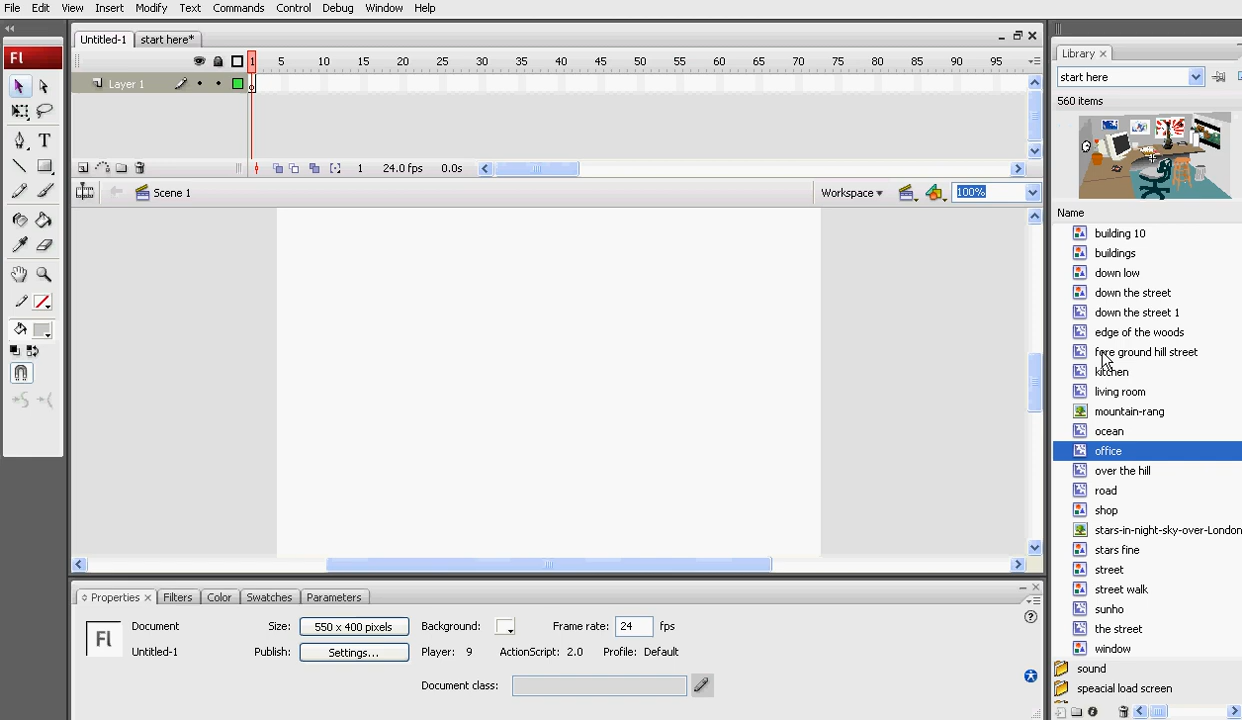 File Edit View Insert Modify Text Commands Control Debug Window Help
Untitled-1 start here*
Library
Fl
1 5 10 15 20 25 30 35 40 45 50 55 60 65 70 75 80 85 90 95
start here
Layer 1
560 items
1 24.0 fps 0.0s
Scene 1 Workspace 100%
Name
building 10
buildings
down low
down the street
down the street 1
edge of the woods
fore ground hill street
kitchen
living room
mountain-rang
ocean
office
over the hill
road
shop
stars-in-night-sky-over-London
stars fine
street
street walk
sunho
the street
window
sound
speacial load screen
Properties Filters Color Swatches Parameters
Fl Document Size: 550 x 400 pixels Background: Frame rate: 24 fps
Untitled-1 Publish: Settings... Player: 9 ActionScript: 2.0 Profile: Default
Document class: